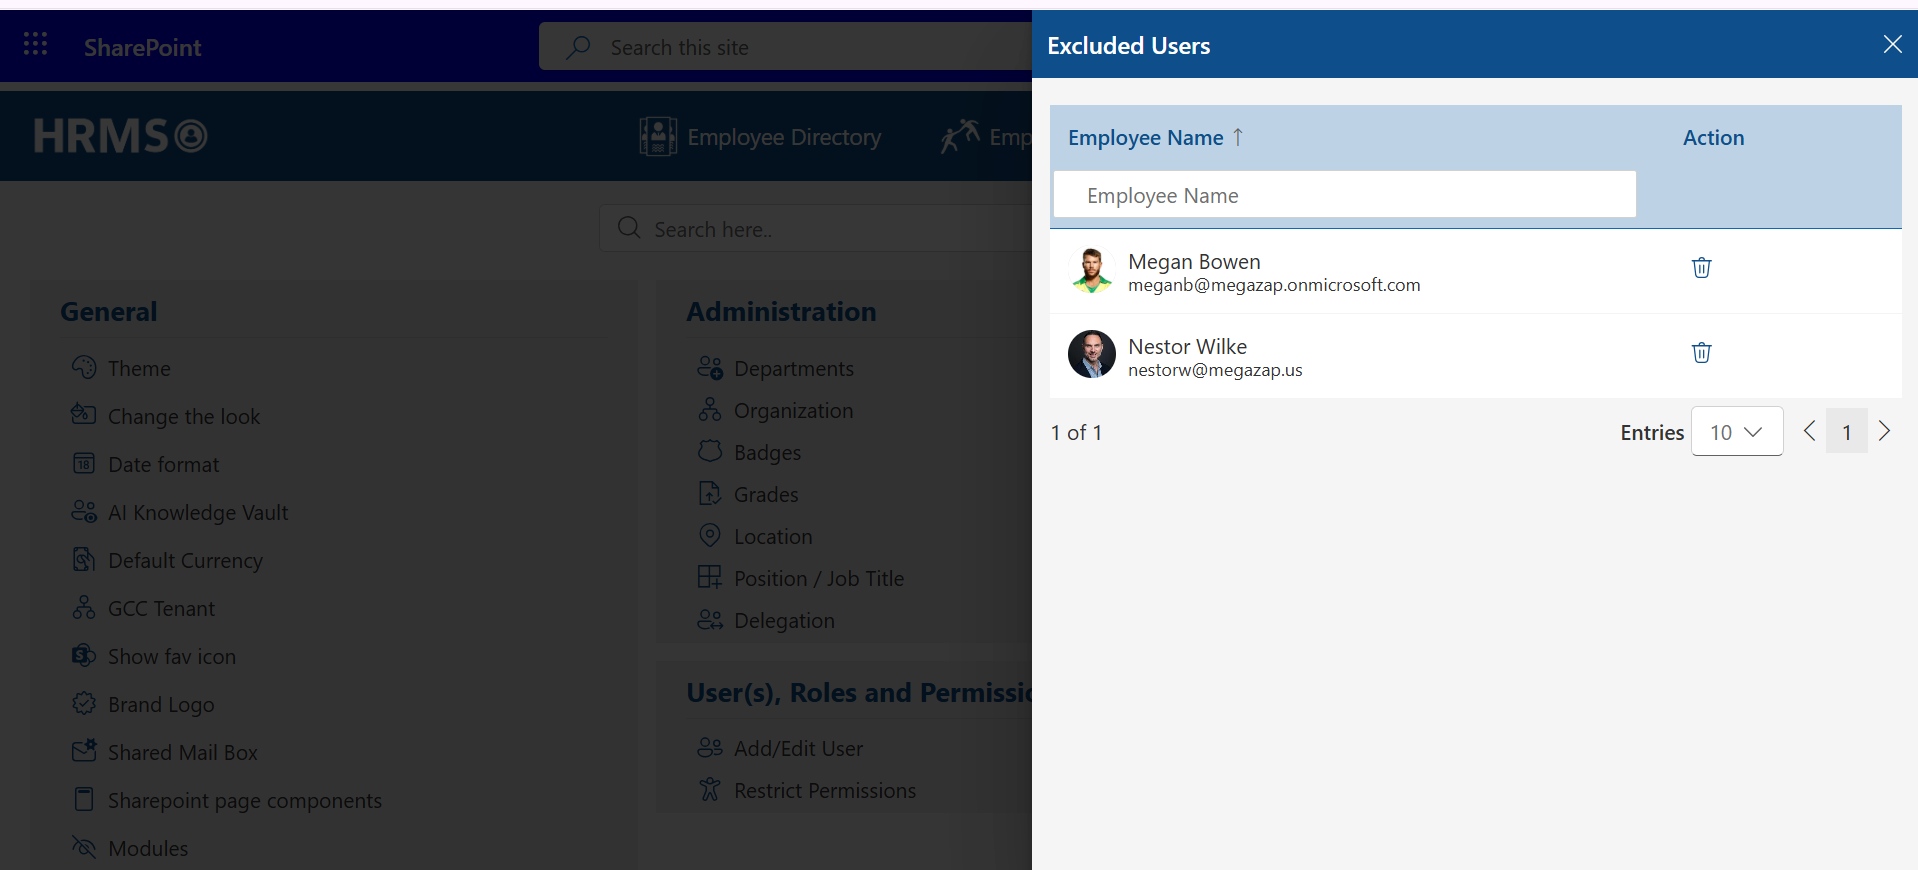 SharePoint
Search this site
HRMS
Employee Directory
Emp
Search here..
General
Theme
Change the look
18
Date format
AI Knowledge Vault
Default Currency
GCC Tenant
S
Show fav icon
Brand Logo
Shared Mail Box
Sharepoint page components
Modules
Administration
Departments
Organization
Badges
Grades
Location
Position / Job Title
Delegation
User(s), Roles and Permissio
Add/Edit User
Restrict Permissions
Excluded Users
Employee Name ↑ Action
Employee Name
Megan Bowen
meganb@megazap.onmicrosoft.com
Nestor Wilke
nestorw@megazap.us
1 of 1
Entries 10 1